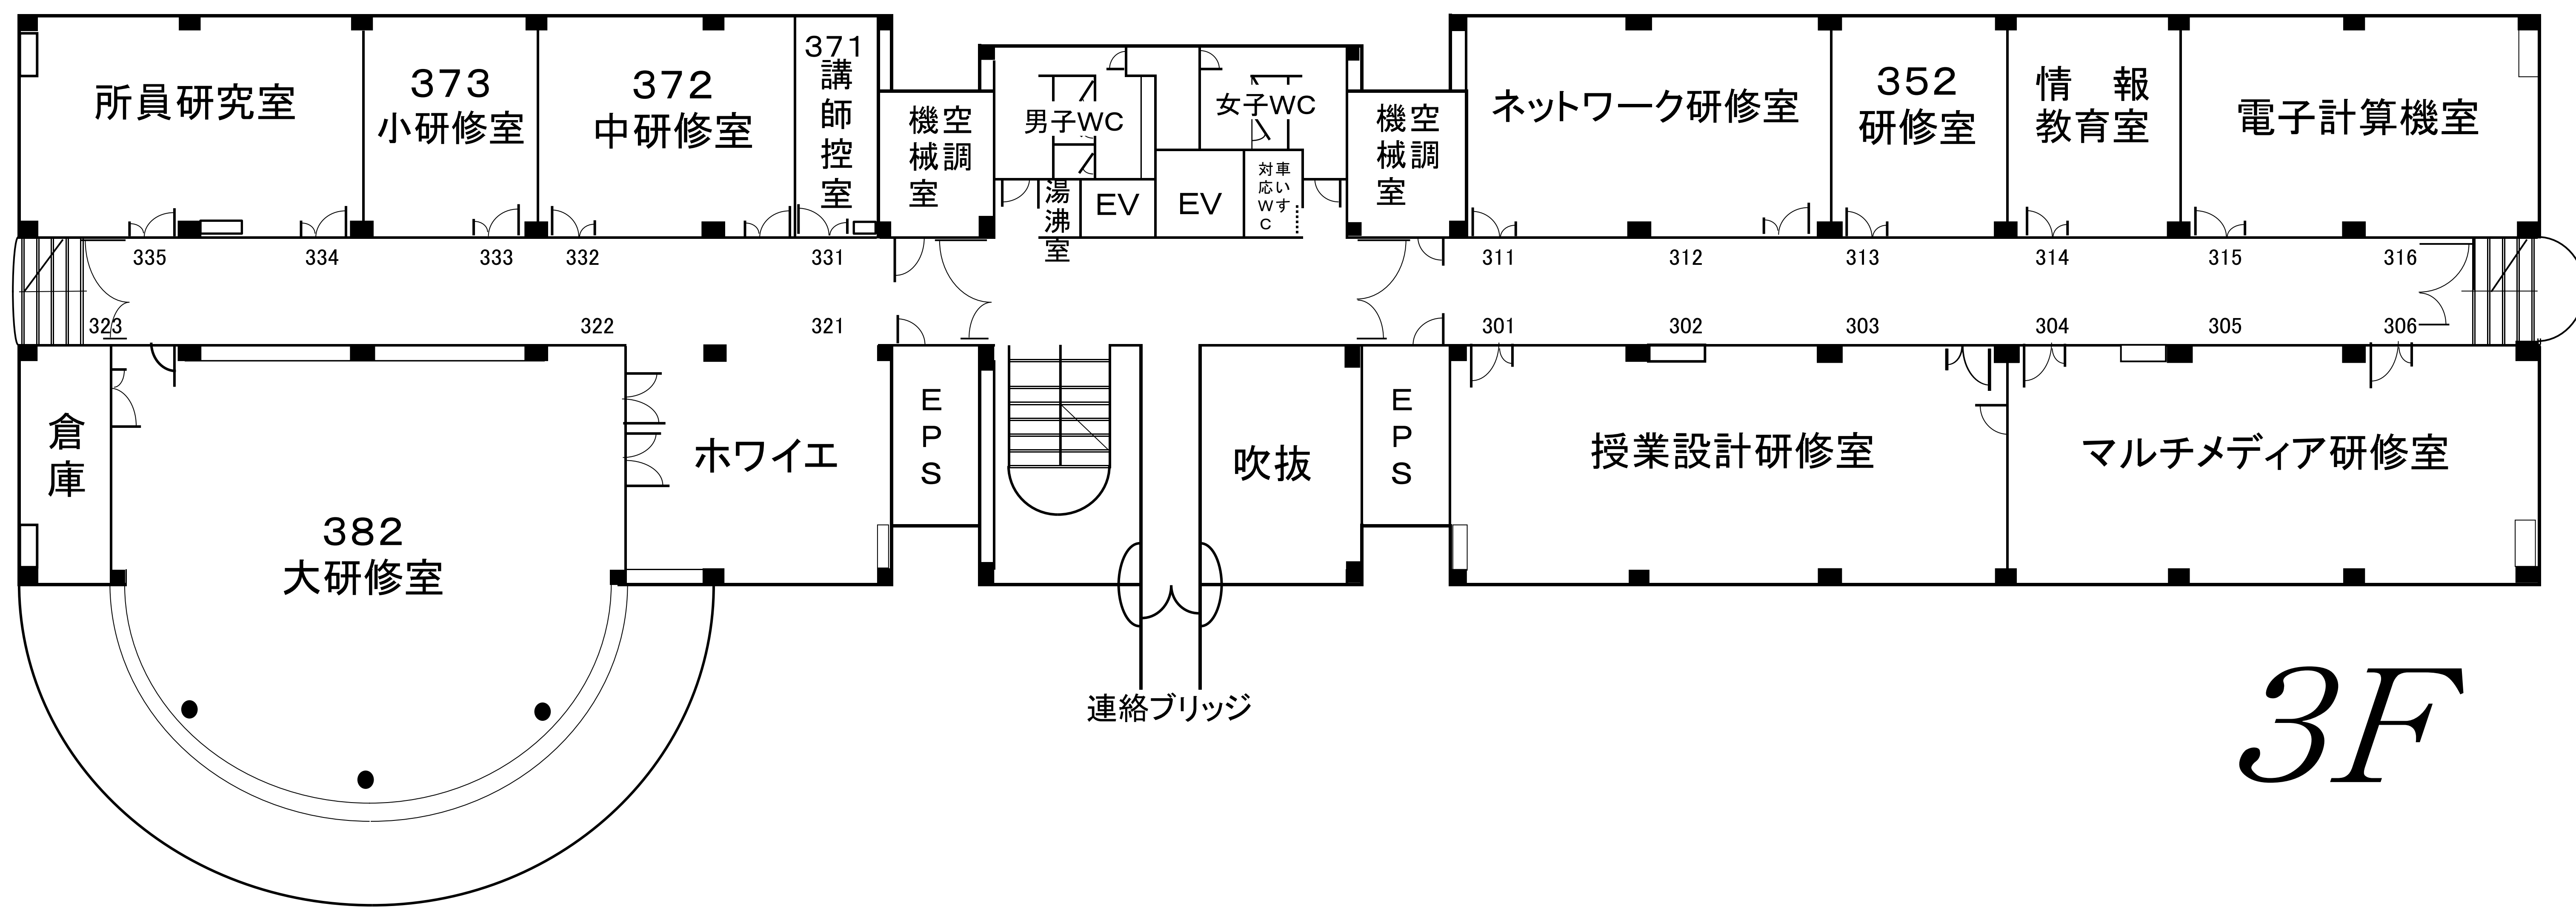 所員研究室
373
小研修室
372
中研修室
371
講師控室
空調
機械室
男子WC
女子WC
湯沸室
EV
EV
車いす
対応WC
空調
機械室
ネットワーク研修室
352
研修室
情　報
教育室
電子計算機室
335
334
333
332
331
311
312
313
314
315
316
323
322
321
301
302
303
304
305
306
倉庫
382
大研修室
ホワイエ
EPS
吹抜
EPS
授業設計研修室
マルチメディア研修室
連絡ブリッジ
3F